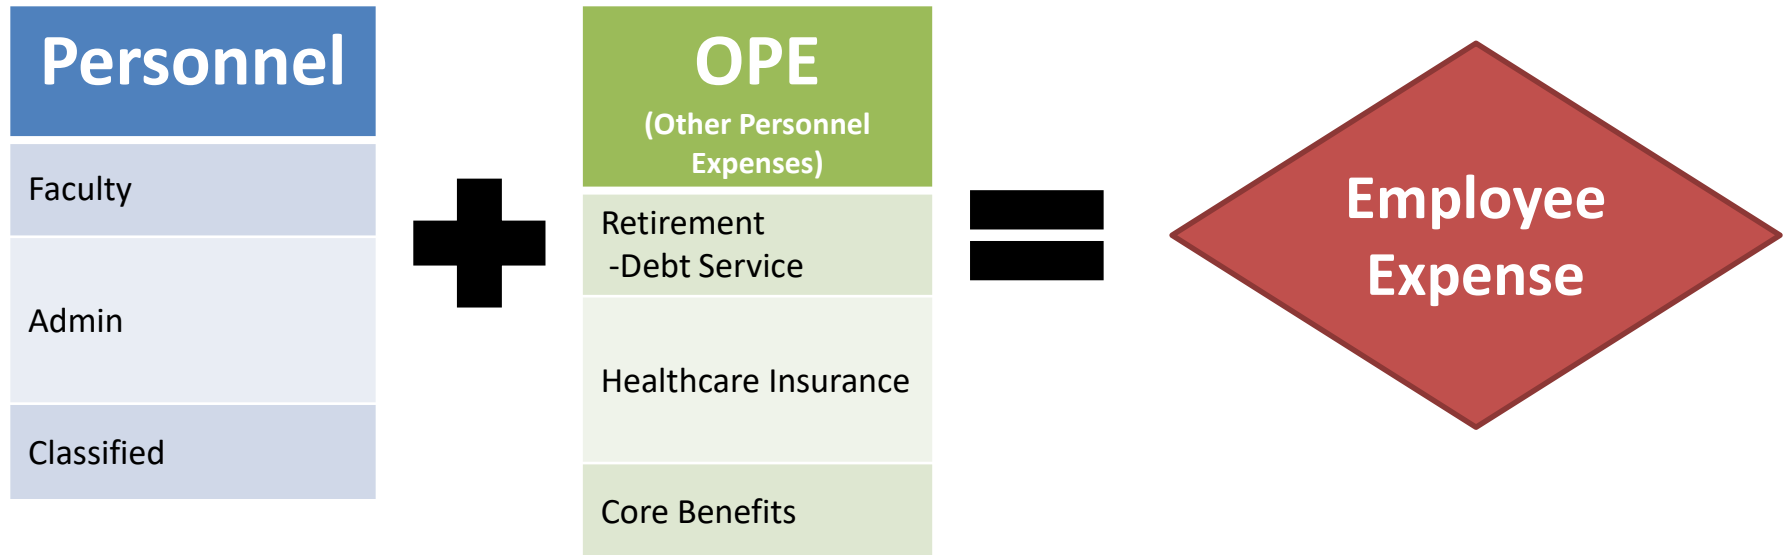 Personnel
Faculty
Admin
Classified
OPE
(Other Personnel
Expenses)
Retirement
-Debt Service
Healthcare Insurance
Core Benefits
Employee
Expense